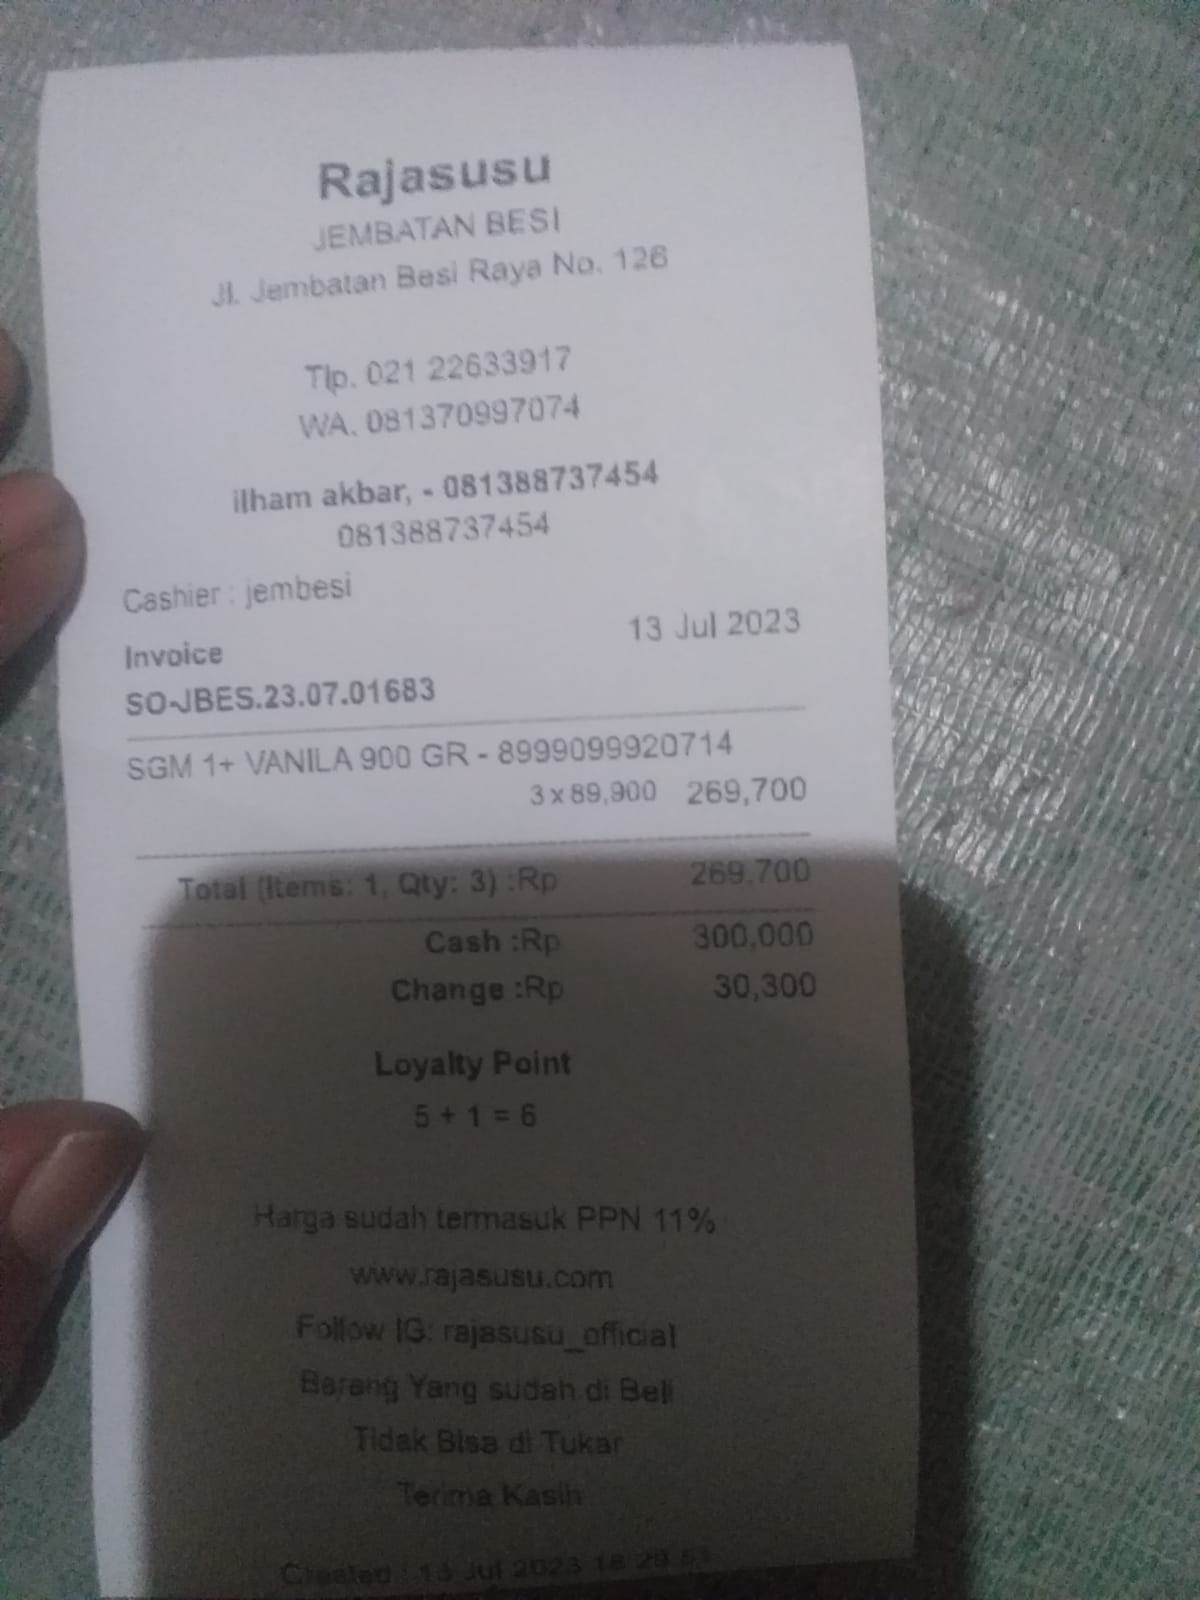 Rajasusu
JEMBATAN BESI
Jl. Jembatan Besi Raya No. 126
Tlp. 021 22633917
WA. 081370997074
ilham akbar, - 081388737454
081388737454
Cashier : jembesi
Invoice 13 Jul 2023
SO-JBES.23.07.01683
SGM 1+ VANILA 900 GR - 8999099920714
3 x 89,900 269,700
Total (Items: 1, Qty: 3) :Rp 269,700
Cash :Rp 300,000
Change :Rp 30,300
Loyalty Point
5 + 1 = 6
Harga sudah termasuk PPN 11%
www.rajasusu.com
Follow IG: rajasusu_official
Barang Yang sudah di Beli
Tidak Bisa di Tukar
Terima Kasih
Created : 13 Jul 2023